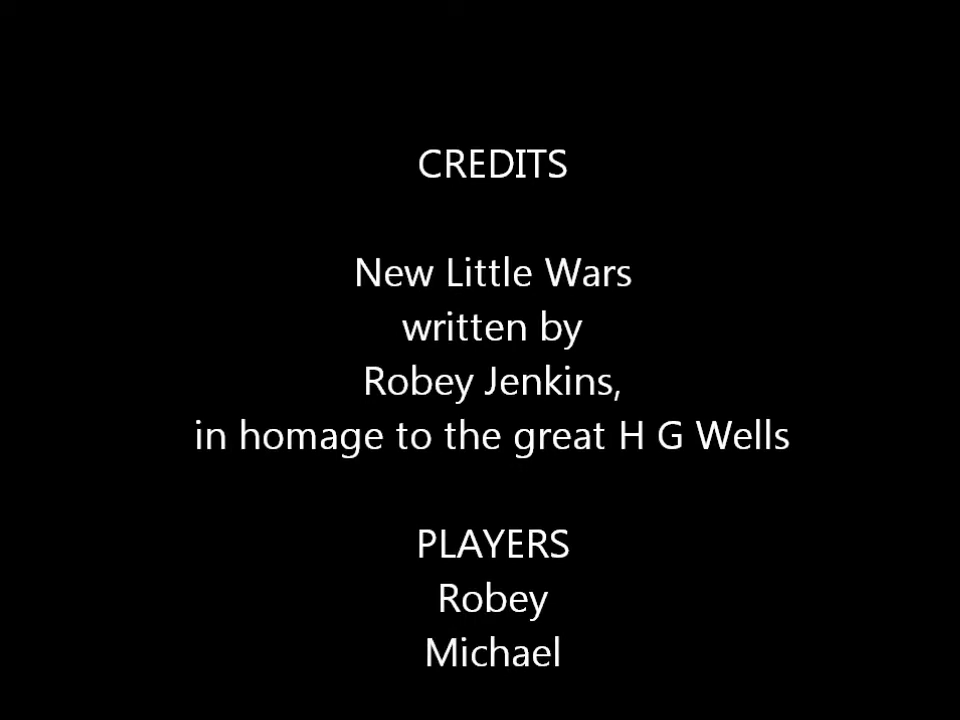 CREDITS
New Little Wars
written by
Robey Jenkins,
in homage to the great H G Wells
PLAYERS
Robey
Michael